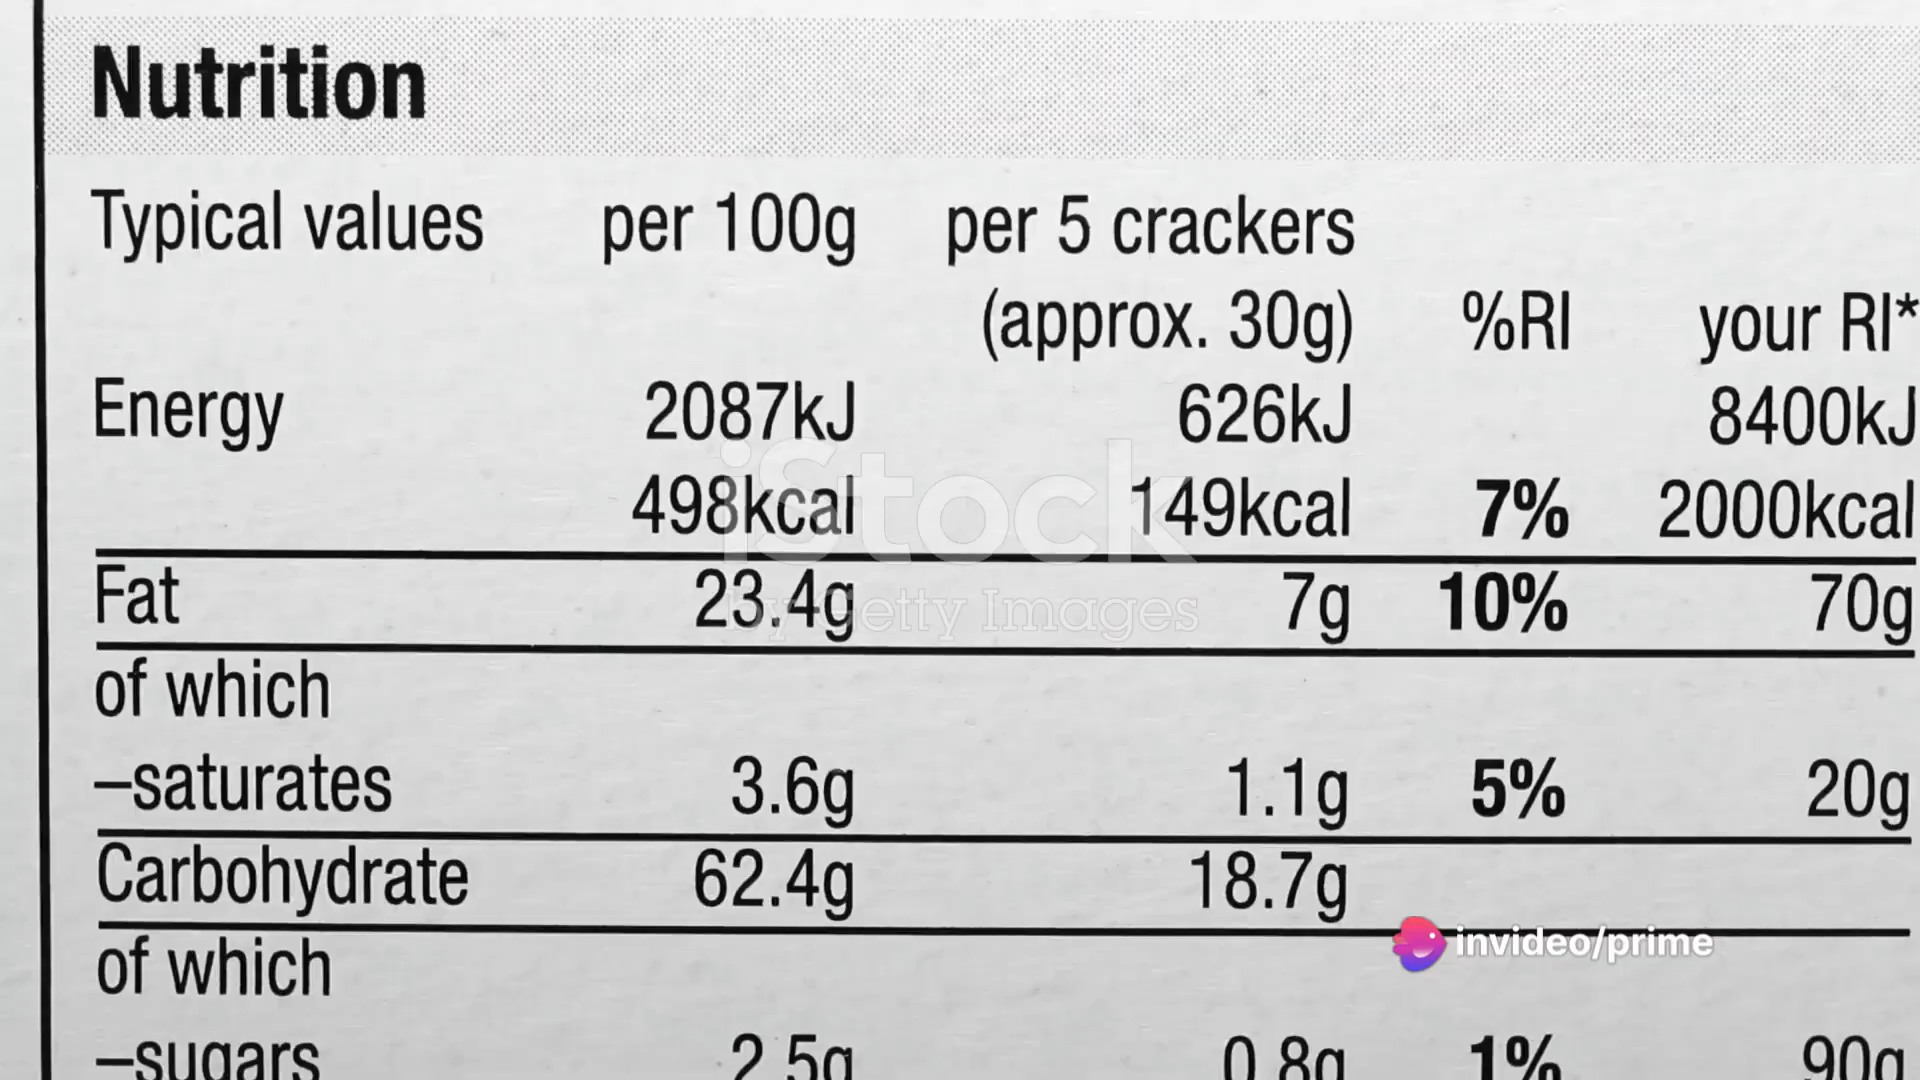 Nutrition
Typical values per 100g per 5 crackers
(approx. 30g) %RI your RI*
Energy 2087kJ 626kJ 8400kJ
498kcal 149kcal 7% 2000kcal
Fat 23.4g 7g 10% 70g
of which
–saturates 3.6g 1.1g 5% 20g
Carbohydrate 62.4g 18.7g
of which
–sugars 2.5g 0.8g 1% 90g
iStock
by Getty Images
invideo/prime